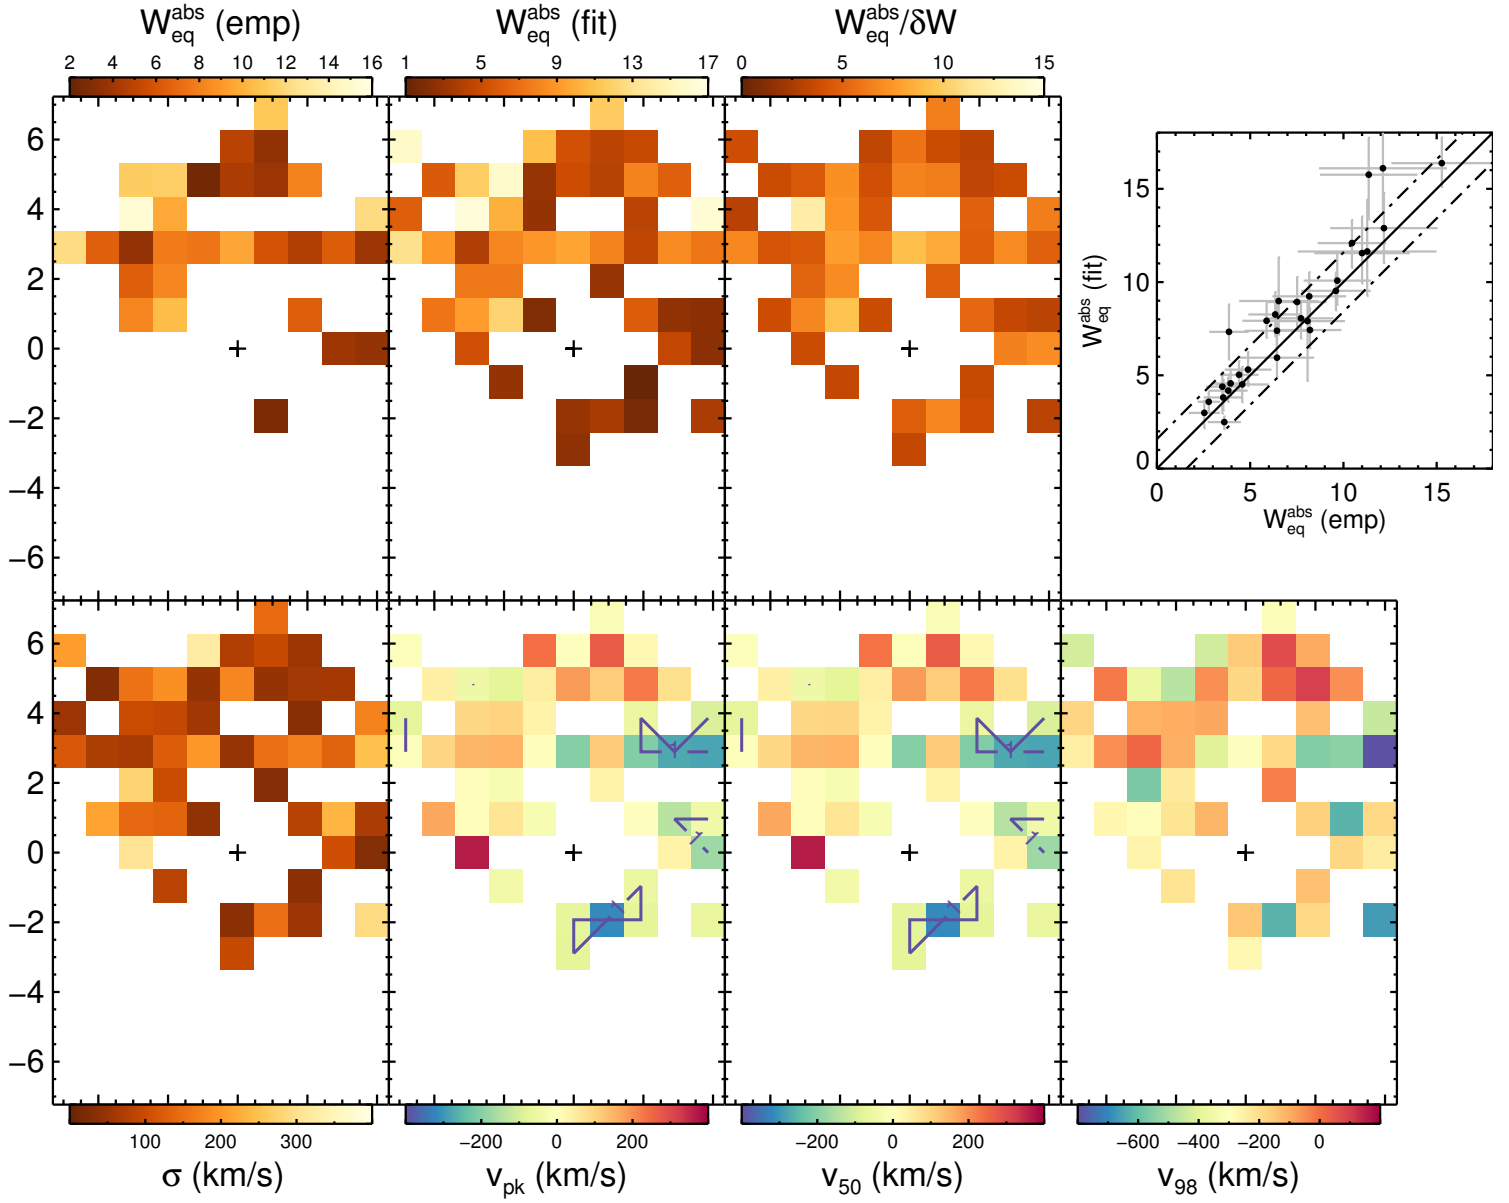 W_eq^abs (emp) W_eq^abs (fit) W_eq^abs/δW
2 4 6 8 10 12 14 16 1 5 9 13 17 0 5 10 15
6
4
2
0
−2
−4
−6
W_eq^abs (fit)
15
10
5
0
0 5 10 15
W_eq^abs (emp)
6
4
2
0
−2
−4
−6
100 200 300 −200 0 200 −200 0 200 −600 −400 −200 0
σ (km/s) v_pk (km/s) v_50 (km/s) v_98 (km/s)